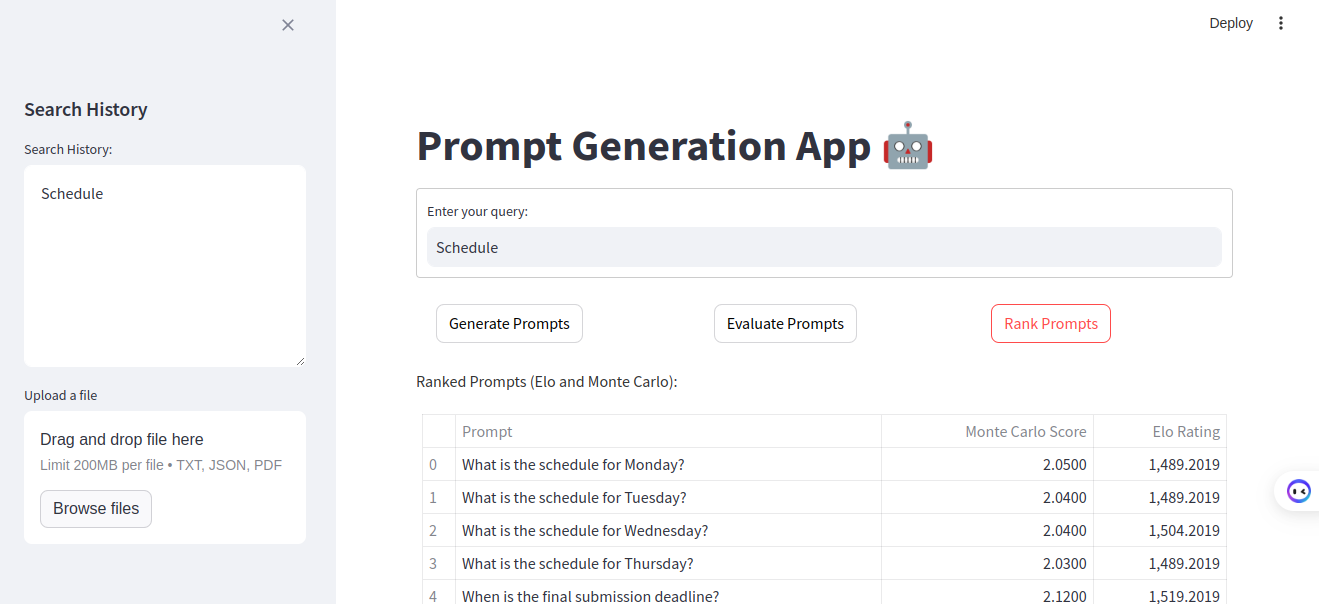 Deploy
Search History
Search History:
Schedule
Upload a file
Drag and drop file here
Limit 200MB per file • TXT, JSON, PDF
Browse files
Prompt Generation App 🤖
Enter your query:
Schedule
Generate Prompts Evaluate Prompts Rank Prompts
Ranked Prompts (Elo and Monte Carlo):
Prompt Monte Carlo Score Elo Rating
0 What is the schedule for Monday? 2.0500 1,489.2019
1 What is the schedule for Tuesday? 2.0400 1,489.2019
2 What is the schedule for Wednesday? 2.0400 1,504.2019
3 What is the schedule for Thursday? 2.0300 1,489.2019
4 When is the final submission deadline? 2.1200 1,519.2019